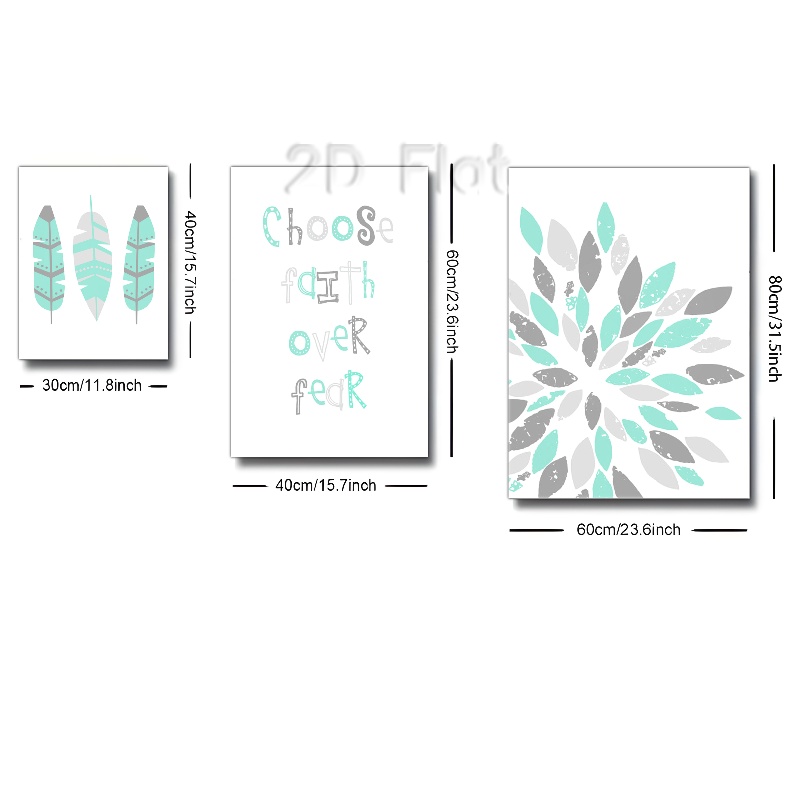 2D Flat
40cm/15.7inch
30cm/11.8inch
Choose
faith
over
feaR
60cm/23.6inch
40cm/15.7inch
80cm/31.5inch
60cm/23.6inch